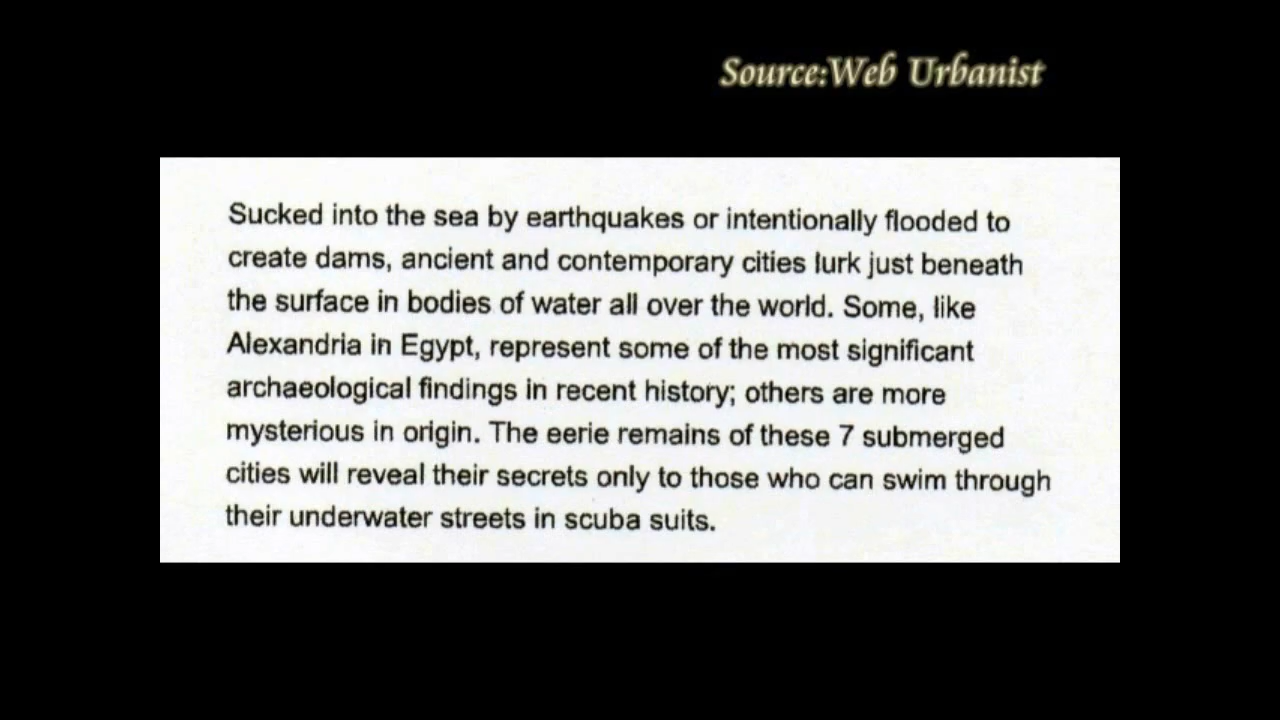 Source:Web Urbanist
Sucked into the sea by earthquakes or intentionally flooded to
create dams, ancient and contemporary cities lurk just beneath
the surface in bodies of water all over the world. Some, like
Alexandria in Egypt, represent some of the most significant
archaeological findings in recent history; others are more
mysterious in origin. The eerie remains of these 7 submerged
cities will reveal their secrets only to those who can swim through
their underwater streets in scuba suits.